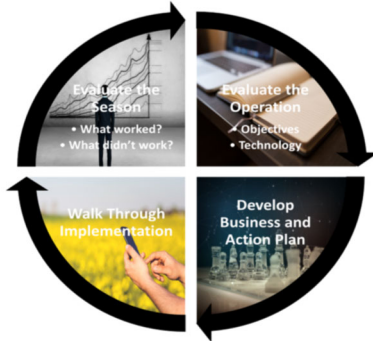 Evaluate the
Season
• What worked?
• What didn't work?
Evaluate the
Operation
• Objectives
• Technology
Develop
Business and
Action Plan
Walk Through
Implementation